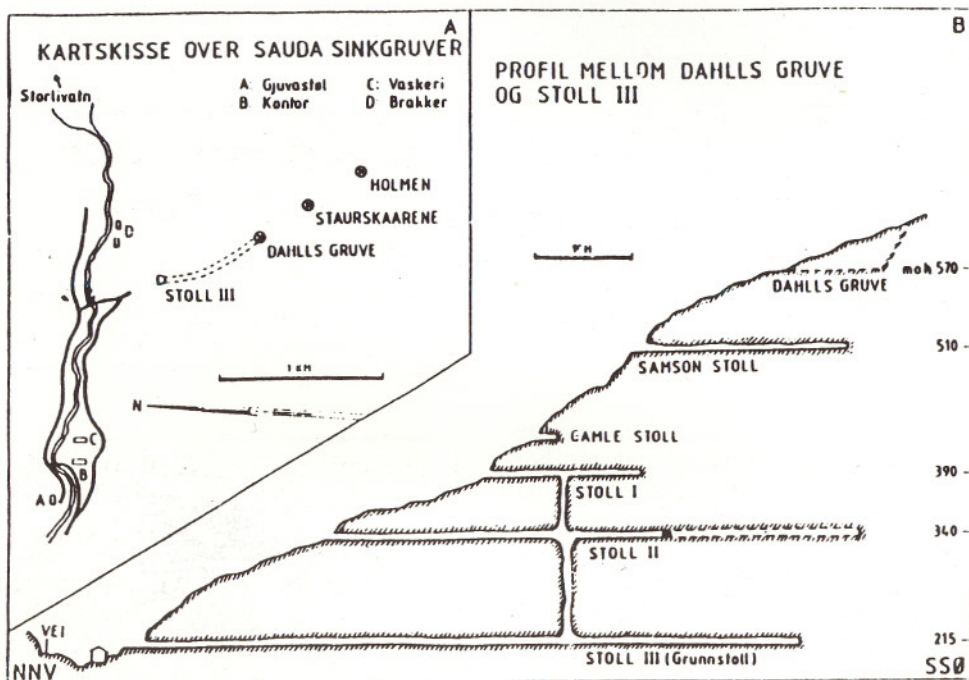 A
KARTSKISSE OVER SAUDA SINKGRUVER
A: Gjuvastøl C: Vaskeri
B: Kontor D: Brakker
Storlivatn
HOLMEN
STAURSKAARENE
DAHLLS GRUVE
D
STOLL III
1 KM
N
C
B
A
B
PROFIL MELLOM DAHLLS GRUVE
OG STOLL III
moh 570
DAHLLS GRUVE
510
SAMSON STOLL
GAMLE STOLL
390
STOLL I
340
STOLL II
VEI
215
STOLL III (Grunnstoll)
NNV
SSØ